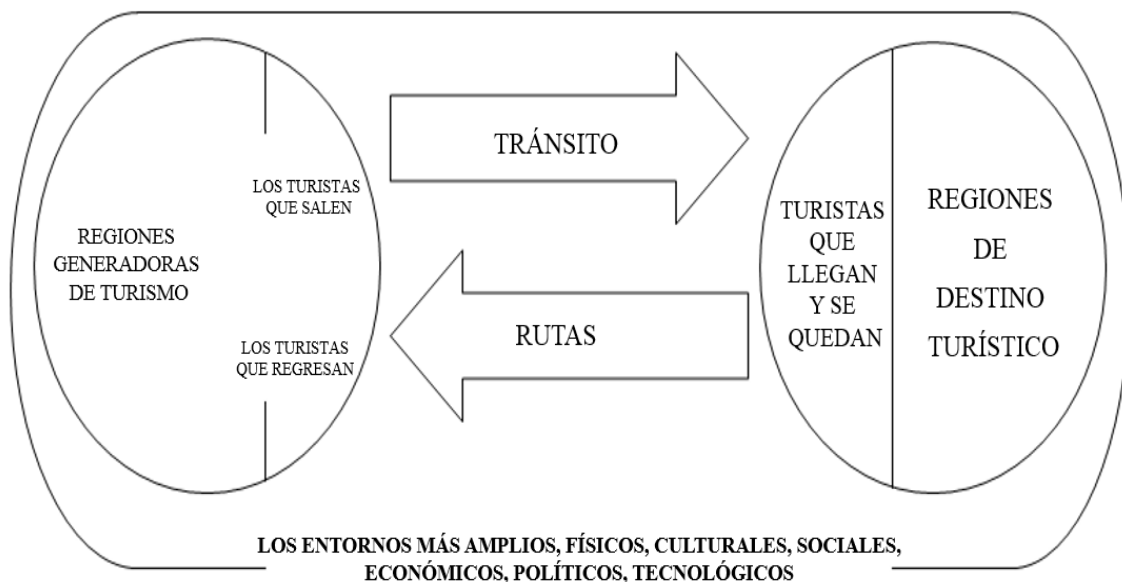 REGIONES
GENERADORAS
DE TURISMO
LOS TURISTAS
QUE SALEN
LOS TURISTAS
QUE REGRESAN
TRÁNSITO
RUTAS
TURISTAS
QUE
LLEGAN
Y SE
QUEDAN
REGIONES
DE
DESTINO
TURÍSTICO
LOS ENTORNOS MÁS AMPLIOS, FÍSICOS, CULTURALES, SOCIALES,
ECONÓMICOS, POLÍTICOS, TECNOLÓGICOS